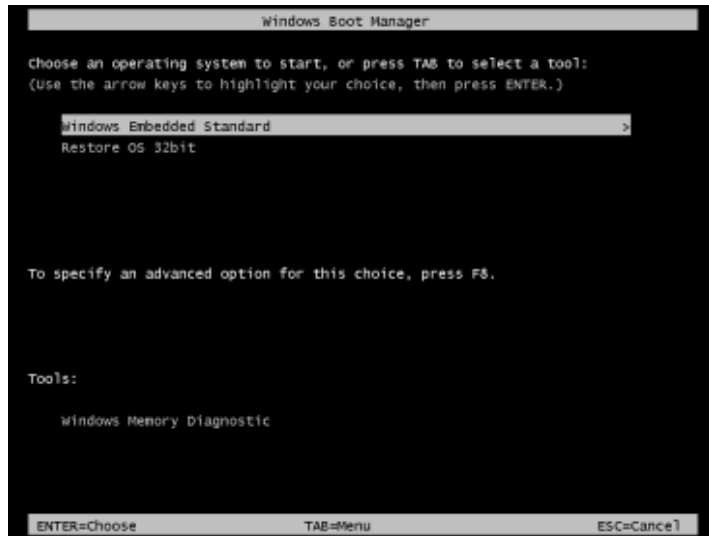 Windows Boot Manager
Choose an operating system to start, or press TAB to select a tool:
(Use the arrow keys to highlight your choice, then press ENTER.)
Windows Embedded Standard >
Restore OS 32bit
To specify an advanced option for this choice, press F8.
Tools:
Windows Memory Diagnostic
ENTER=Choose TAB=Menu ESC=Cancel